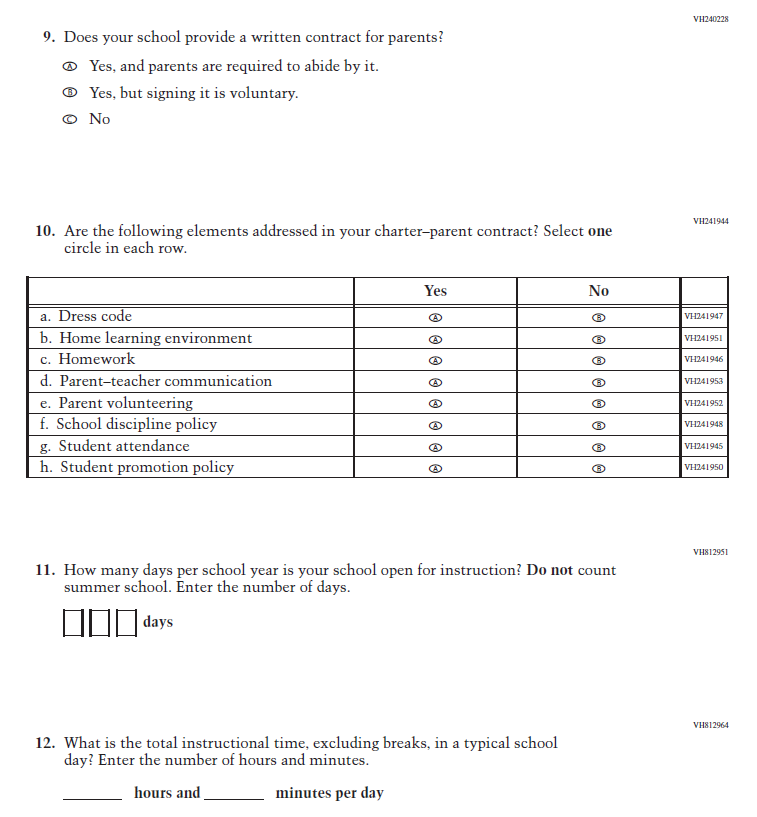 VH240228
9. Does your school provide a written contract for parents?
Ⓐ Yes, and parents are required to abide by it.
Ⓑ Yes, but signing it is voluntary.
Ⓒ No
VH241944
10. Are the following elements addressed in your charter–parent contract? Select one
circle in each row.
Yes No
a. Dress code Ⓐ Ⓑ VH241947
b. Home learning environment Ⓐ Ⓑ VH241951
c. Homework Ⓐ Ⓑ VH241946
d. Parent–teacher communication Ⓐ Ⓑ VH241953
e. Parent volunteering Ⓐ Ⓑ VH241952
f. School discipline policy Ⓐ Ⓑ VH241948
g. Student attendance Ⓐ Ⓑ VH241945
h. Student promotion policy Ⓐ Ⓑ VH241950
VH812951
11. How many days per school year is your school open for instruction? Do not count
summer school. Enter the number of days.
days
VH812964
12. What is the total instructional time, excluding breaks, in a typical school
day? Enter the number of hours and minutes.
hours and minutes per day